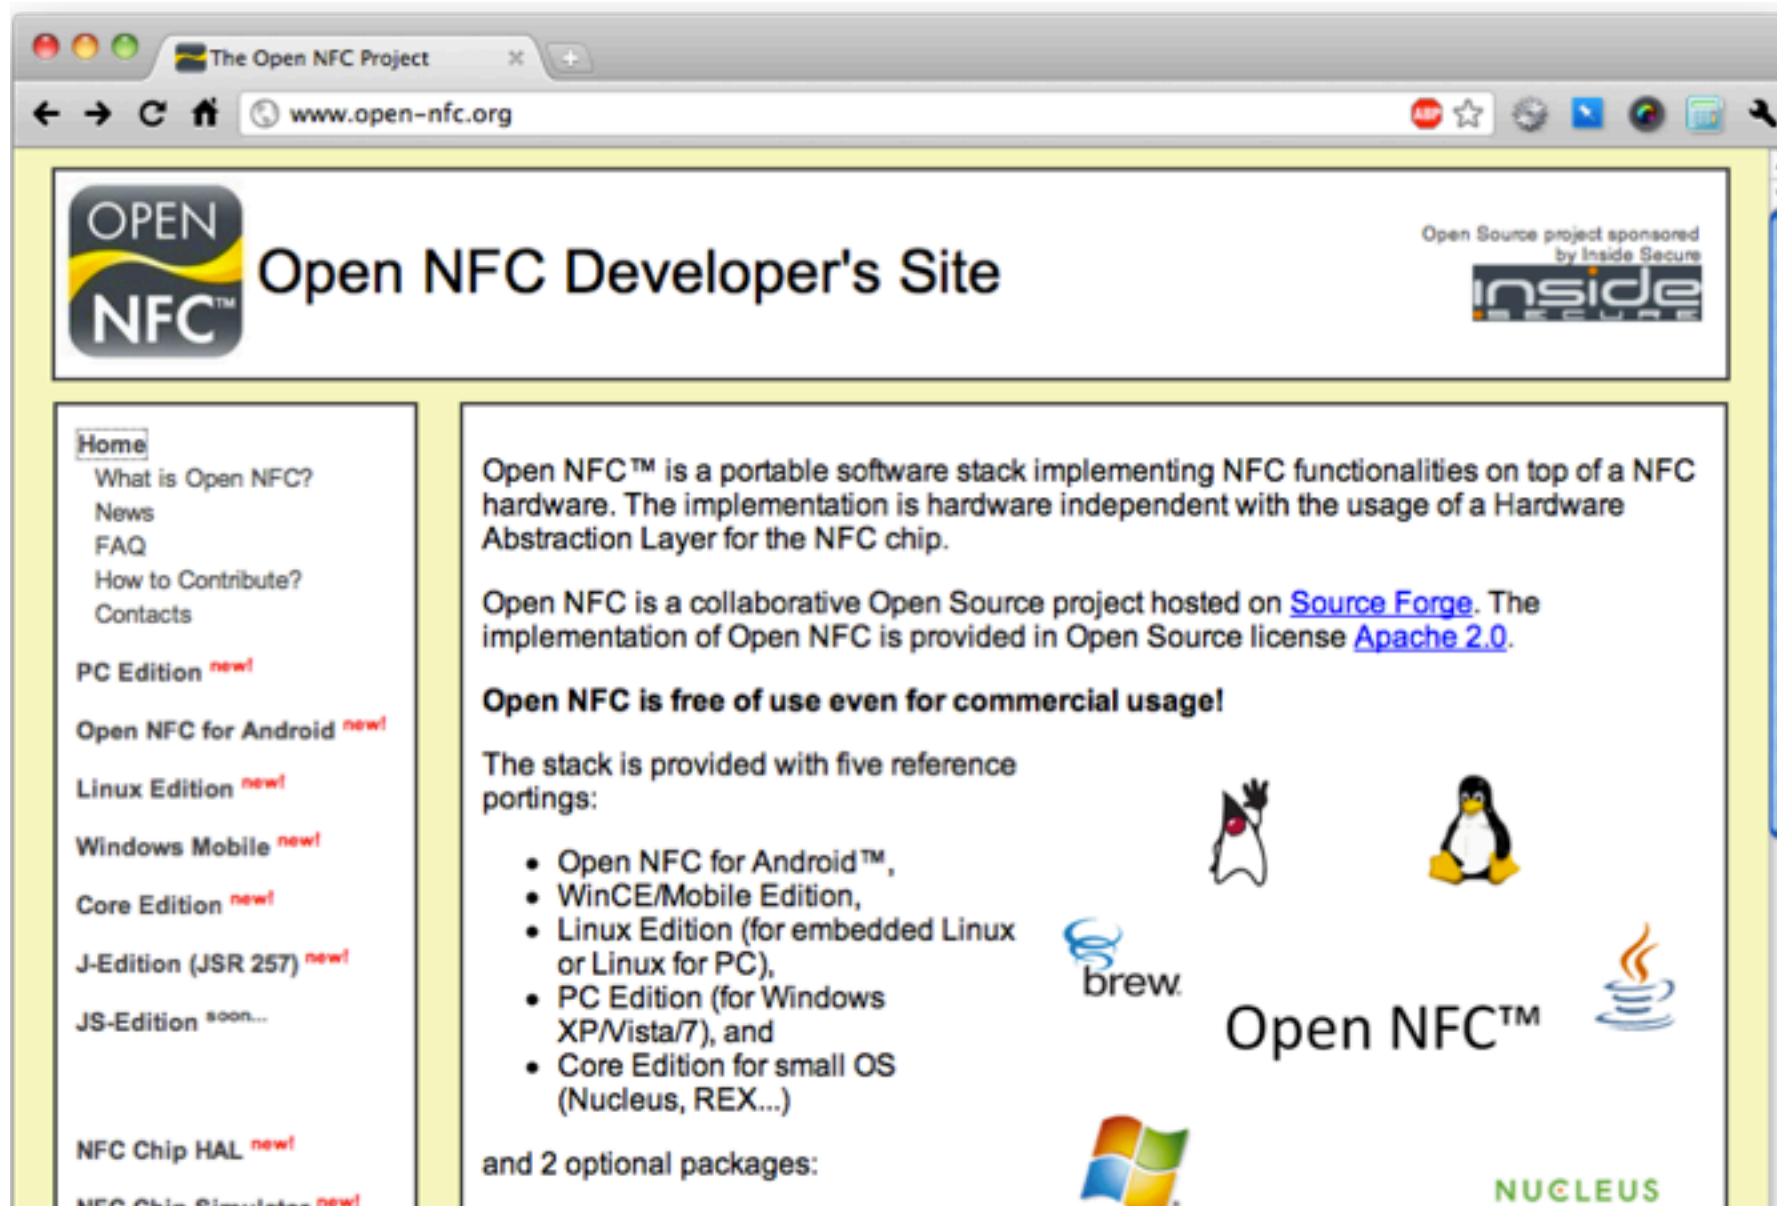 The Open NFC Project
www.open-nfc.org
ABP
OPEN
NFC™
Open NFC Developer's Site
Open Source project sponsored
by Inside Secure
inside
SECURE
Home
What is Open NFC?
News
FAQ
How to Contribute?
Contacts
PC Edition new!
Open NFC for Android new!
Linux Edition new!
Windows Mobile new!
Core Edition new!
J-Edition (JSR 257) new!
JS-Edition soon...
NFC Chip HAL new!
NFC Chip Simulator new!
Open NFC™ is a portable software stack implementing NFC functionalities on top of a NFC
hardware. The implementation is hardware independent with the usage of a Hardware
Abstraction Layer for the NFC chip.
Open NFC is a collaborative Open Source project hosted on Source Forge. The
implementation of Open NFC is provided in Open Source license Apache 2.0.
Open NFC is free of use even for commercial usage!
The stack is provided with five reference
portings:
• Open NFC for Android™,
• WinCE/Mobile Edition,
• Linux Edition (for embedded Linux
or Linux for PC),
• PC Edition (for Windows
XP/Vista/7), and
• Core Edition for small OS
(Nucleus, REX...)
and 2 optional packages:
brew
Open NFC™
NUCLEUS